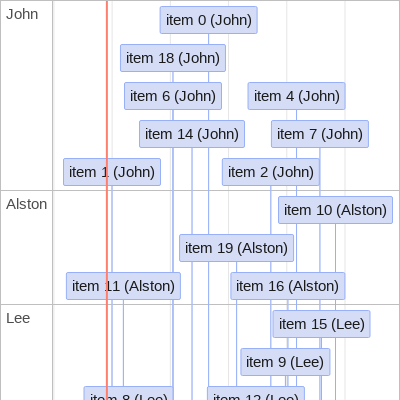 John
item 0 (John)
item 18 (John)
item 6 (John)
item 4 (John)
item 14 (John)
item 7 (John)
item 1 (John)
item 2 (John)
Alston
item 10 (Alston)
item 19 (Alston)
item 11 (Alston)
item 16 (Alston)
Lee
item 15 (Lee)
item 9 (Lee)
item 8 (Lee)
item 12 (Lee)